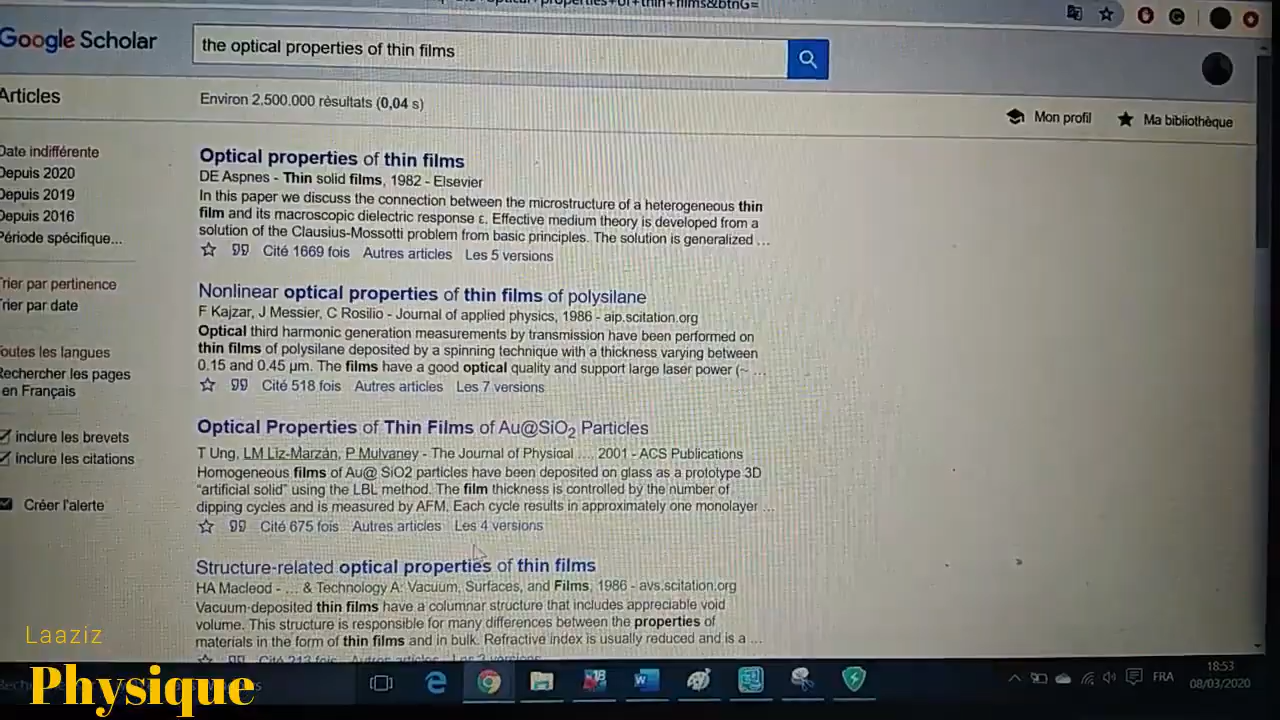 Google Scholar
the optical properties of thin films
Articles
Environ 2.500.000 résultats (0,04 s)
Mon profil
Ma bibliothèque
Date indifférente
Depuis 2020
Depuis 2019
Depuis 2016
Période spécifique...
Trier par pertinence
Trier par date
Toutes les langues
Rechercher les pages
en Français
inclure les brevets
inclure les citations
Créer l'alerte
Optical properties of thin films
DE Aspnes - Thin solid films, 1982 - Elsevier
In this paper we discuss the connection between the microstructure of a heterogeneous thin
film and its macroscopic dielectric response ε. Effective medium theory is developed from a
solution of the Clausius-Mossotti problem from basic principles. The solution is generalized ...
Cité 1669 fois Autres articles Les 5 versions
Nonlinear optical properties of thin films of polysilane
F Kajzar, J Messier, C Rosilio - Journal of applied physics, 1986 - aip.scitation.org
Optical third harmonic generation measurements by transmission have been performed on
thin films of polysilane deposited by a spinning technique with a thickness varying between
0.15 and 0.45 μm. The films have a good optical quality and support large laser power (~ ...
Cité 518 fois Autres articles Les 7 versions
Optical Properties of Thin Films of Au@SiO2 Particles
T Ung, LM Liz-Marzán, P Mulvaney - The Journal of Physical ..., 2001 - ACS Publications
Homogeneous films of Au@ SiO2 particles have been deposited on glass as a prototype 3D
"artificial solid" using the LBL method. The film thickness is controlled by the number of
dipping cycles and is measured by AFM. Each cycle results in approximately one monolayer ...
Cité 675 fois Autres articles Les 4 versions
Structure-related optical properties of thin films
HA Macleod - ... & Technology A: Vacuum, Surfaces, and Films, 1986 - avs.scitation.org
Vacuum-deposited thin films have a columnar structure that includes appreciable void
volume. This structure is responsible for many differences between the properties of
materials in the form of thin films and in bulk. Refractive index is usually reduced and is a ...
Cité 213 fois Autres articles Les 3 versions
Laaziz
Physique
FRA
18:53
08/03/2020